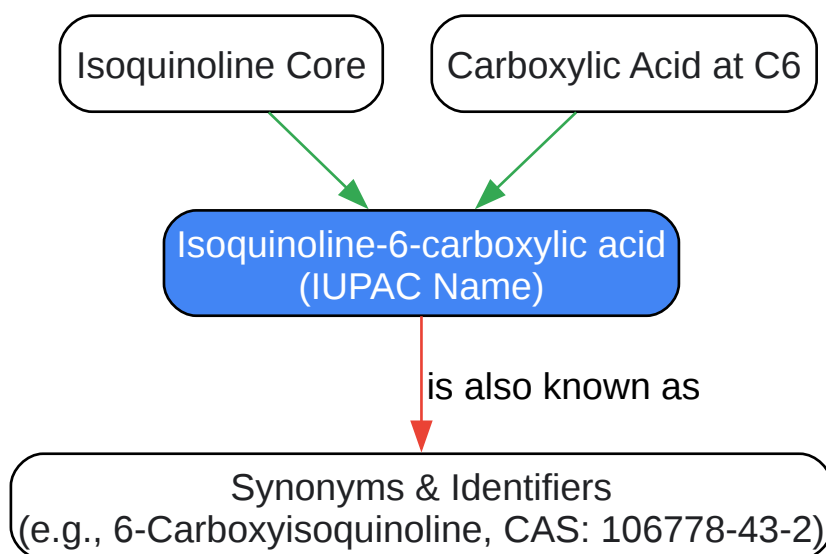 Isoquinoline Core
Carboxylic Acid at C6
Isoquinoline-6-carboxylic acid
(IUPAC Name)
is also known as
Synonyms & Identifiers
(e.g., 6-Carboxyisoquinoline, CAS: 106778-43-2)